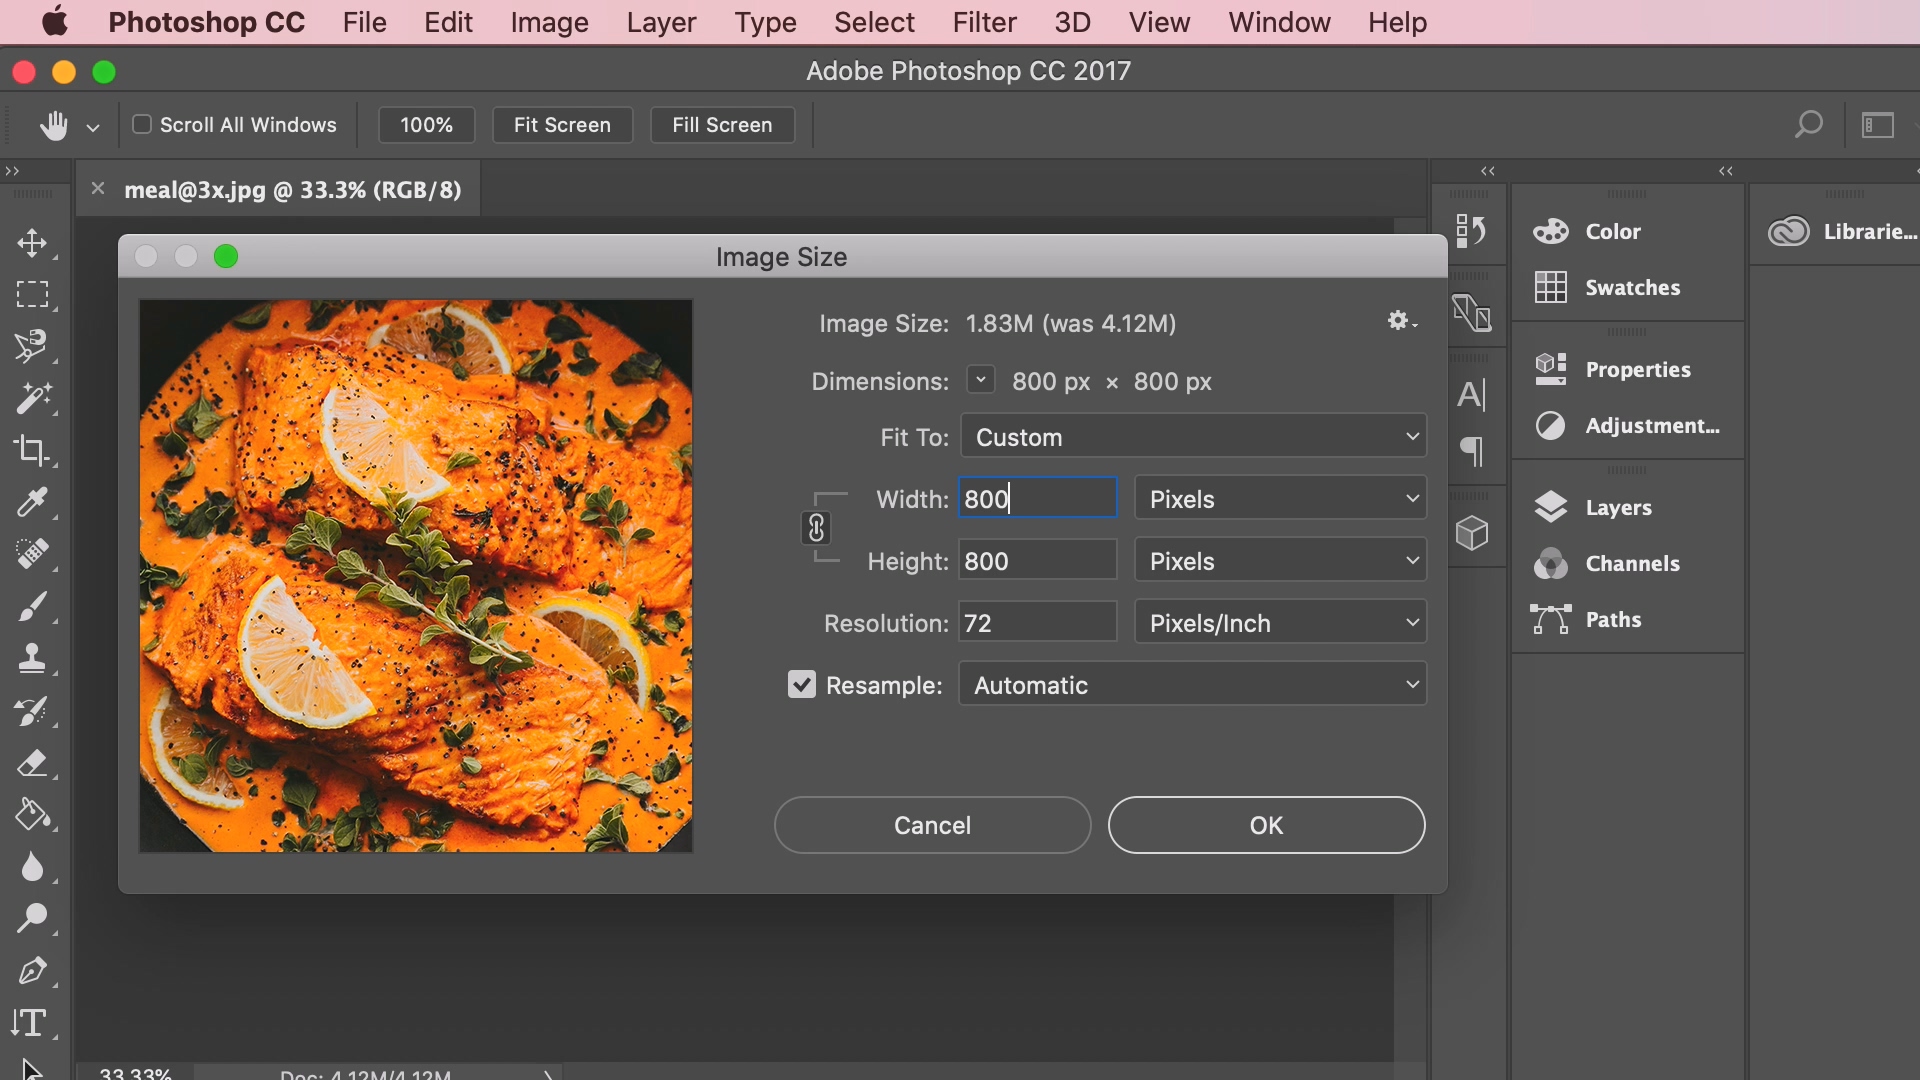 Photoshop CC File Edit Image Layer Type Select Filter 3D View Window Help
Adobe Photoshop CC 2017
Scroll All Windows 100% Fit Screen Fill Screen
meal@3x.jpg @ 33.3% (RGB/8)
Image Size
Image Size: 1.83M (was 4.12M)
Dimensions: 800 px × 800 px
Fit To: Custom
Width: 800 Pixels
Height: 800 Pixels
Resolution: 72 Pixels/Inch
Resample: Automatic
Cancel OK
Color
Swatches
Properties
Adjustment...
Layers
Channels
Paths
Librarie...
33.33% Doc: 4.12M/4.12M